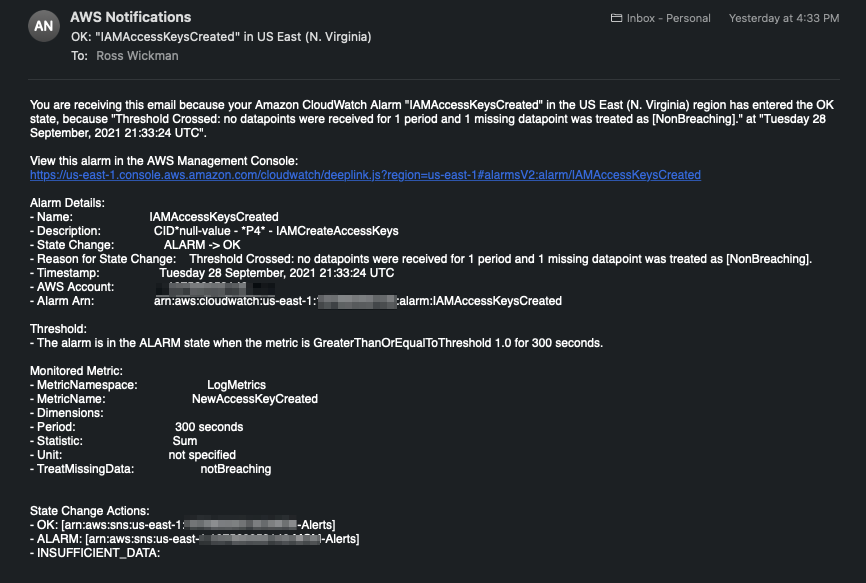 AN
AWS Notifications
Inbox - Personal Yesterday at 4:33 PM
OK: "IAMAccessKeysCreated" in US East (N. Virginia)
To: Ross Wickman
You are receiving this email because your Amazon CloudWatch Alarm "IAMAccessKeysCreated" in the US East (N. Virginia) region has entered the OK
state, because "Threshold Crossed: no datapoints were received for 1 period and 1 missing datapoint was treated as [NonBreaching]." at "Tuesday 28
September, 2021 21:33:24 UTC".
View this alarm in the AWS Management Console:
https://us-east-1.console.aws.amazon.com/cloudwatch/deeplink.js?region=us-east-1#alarmsV2:alarm/IAMAccessKeysCreated
Alarm Details:
- Name: IAMAccessKeysCreated
- Description: CID*null-value - *P4* - IAMCreateAccessKeys
- State Change: ALARM -> OK
- Reason for State Change: Threshold Crossed: no datapoints were received for 1 period and 1 missing datapoint was treated as [NonBreaching].
- Timestamp: Tuesday 28 September, 2021 21:33:24 UTC
- AWS Account:
- Alarm Arn: arn:aws:cloudwatch:us-east-1: :alarm:IAMAccessKeysCreated
Threshold:
- The alarm is in the ALARM state when the metric is GreaterThanOrEqualToThreshold 1.0 for 300 seconds.
Monitored Metric:
- MetricNamespace: LogMetrics
- MetricName: NewAccessKeyCreated
- Dimensions:
- Period: 300 seconds
- Statistic: Sum
- Unit: not specified
- TreatMissingData: notBreaching
State Change Actions:
- OK: [arn:aws:sns:us-east-1: -Alerts]
- ALARM: [arn:aws:sns:us-east- -Alerts]
- INSUFFICIENT_DATA: